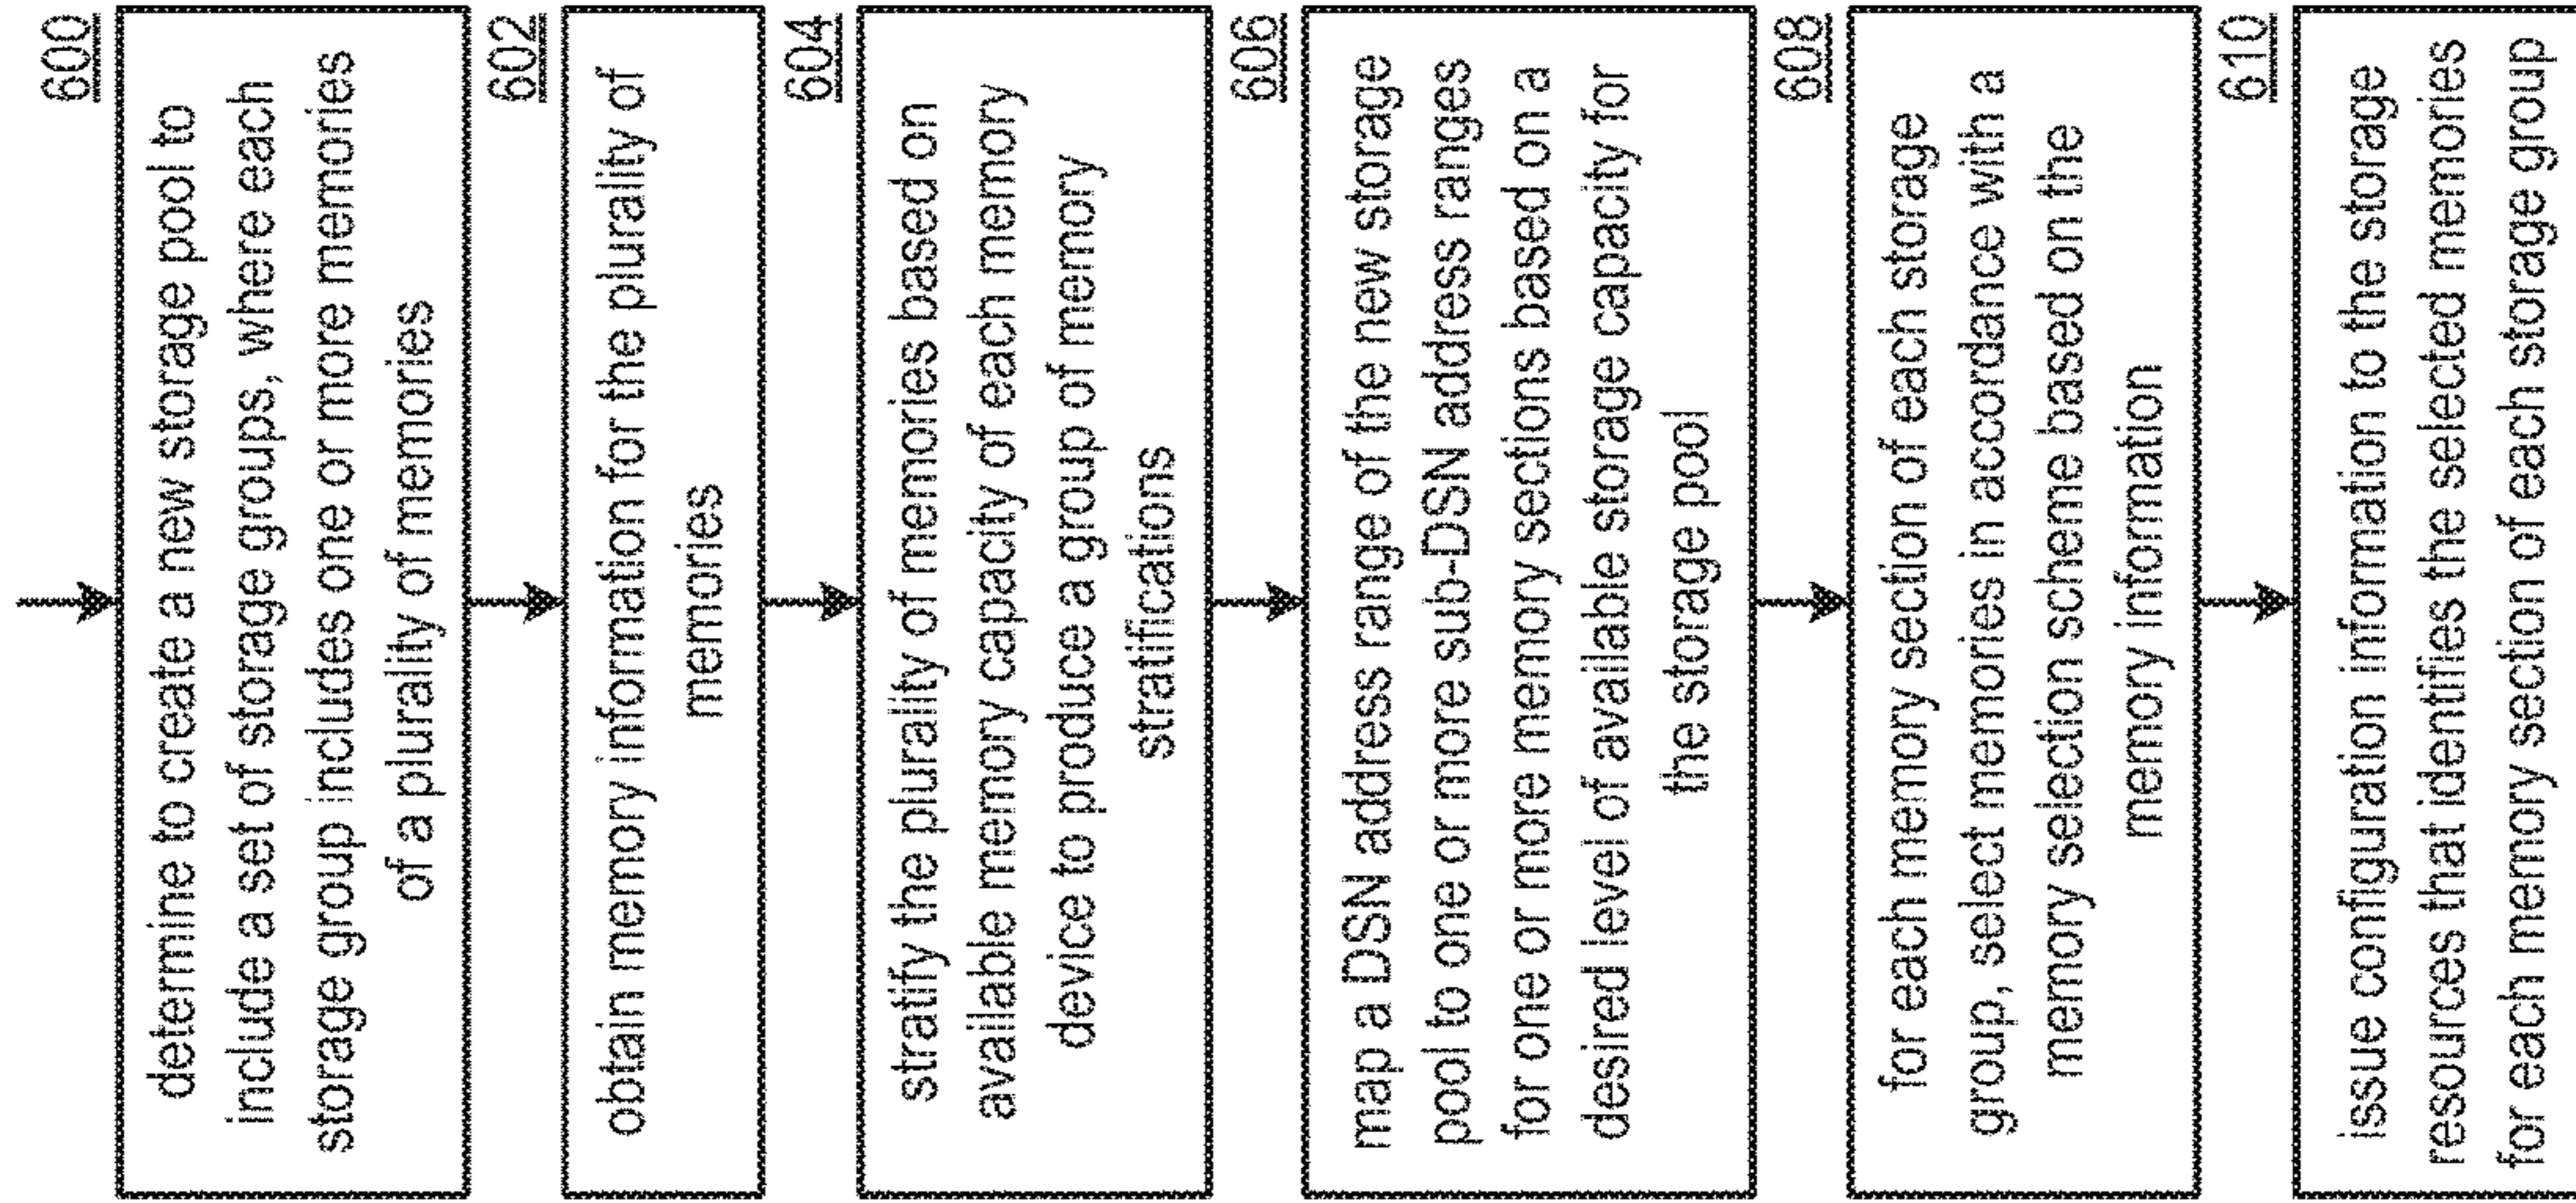 600
determine to create a new storage pool to
include a set of storage groups, where each
storage group includes one or more memories
of a plurality of memories
602
obtain memory information for the plurality of
memories
604
stratify the plurality of memories based on
available memory capacity of each memory
device to produce a group of memory
stratifications
606
map a DSN address range of the new storage
pool to one or more sub-DSN address ranges
for one or more memory sections based on a
desired level of available storage capacity for
the storage pool
608
for each memory section of each storage
group, select memories in accordance with a
memory selection scheme based on the
memory information
610
issue configuration information to the storage
resources that identifies the selected memories
for each memory section of each storage group